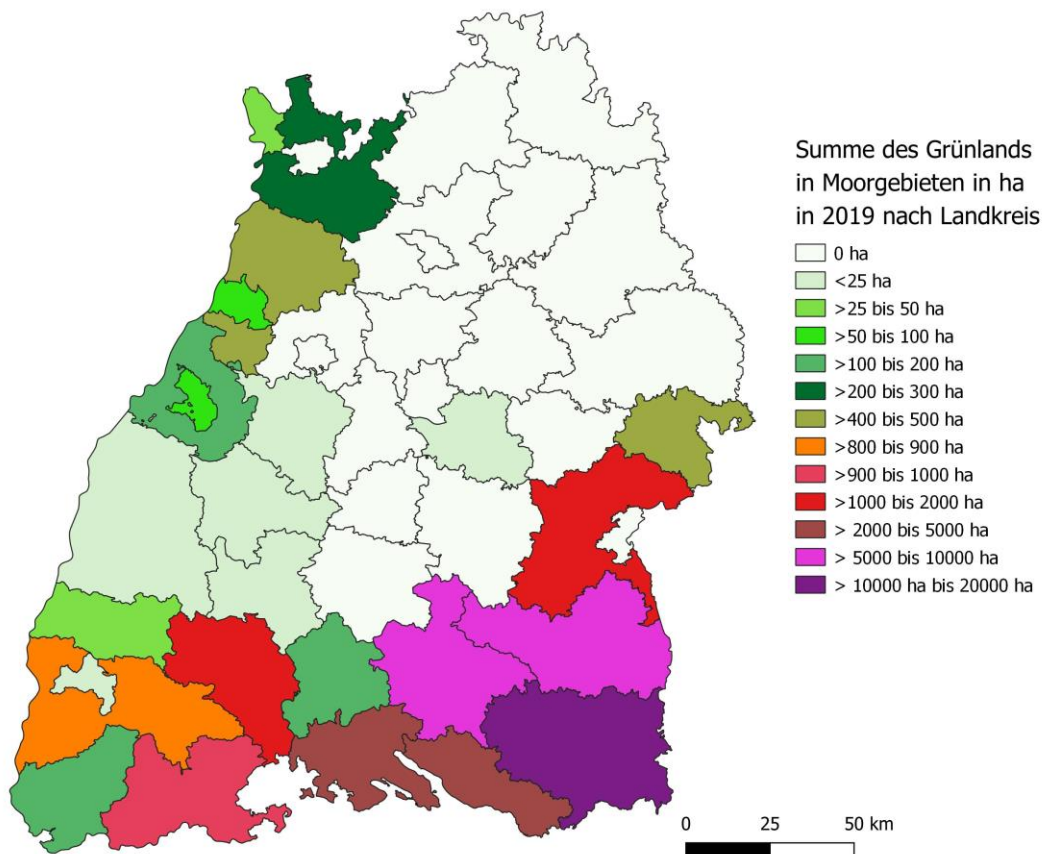 Summe des Grünlands
in Moorgebieten in ha
in 2019 nach Landkreis
0 ha
<25 ha
>25 bis 50 ha
>50 bis 100 ha
>100 bis 200 ha
>200 bis 300 ha
>400 bis 500 ha
>800 bis 900 ha
>900 bis 1000 ha
>1000 bis 2000 ha
> 2000 bis 5000 ha
> 5000 bis 10000 ha
> 10000 ha bis 20000 ha
0 25 50 km